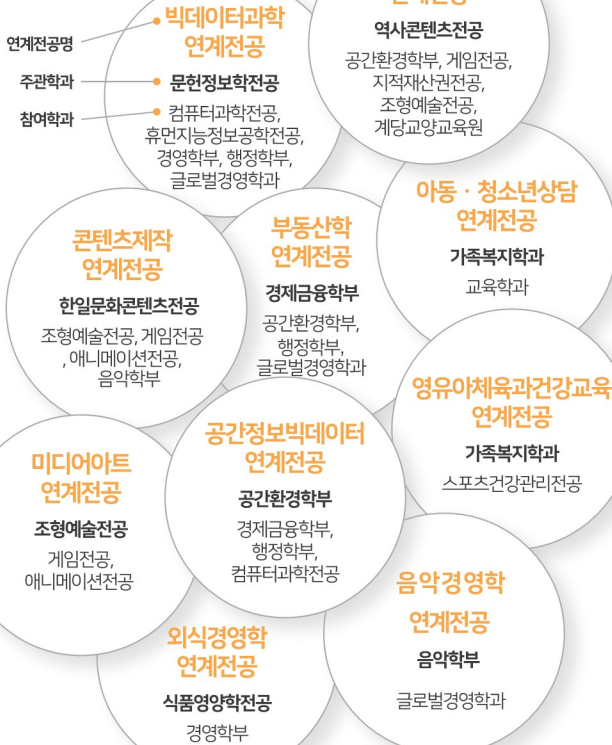 빅데이터과학
연계전공
연계전공명
주관학과
문헌정보학전공
참여학과
컴퓨터과학전공,
휴먼지능정보공학전공,
경영학부, 행정학부,
글로벌경영학과
역사콘텐츠전공
공간환경학부, 게임전공,
지적재산권전공,
조형예술전공,
계당교양교육원
아동 · 청소년상담
연계전공
가족복지학과
교육학과
콘텐츠제작
연계전공
한일문화콘텐츠전공
조형예술전공, 게임전공
, 애니메이션전공,
음악학부
부동산학
연계전공
경제금융학부
공간환경학부,
행정학부,
글로벌경영학과
영유아체육과건강교육
연계전공
가족복지학과
스포츠건강관리전공
미디어아트
연계전공
조형예술전공
게임전공,
애니메이션전공
공간정보빅데이터
연계전공
공간환경학부
경제금융학부,
행정학부,
컴퓨터과학전공
음악경영학
연계전공
음악학부
글로벌경영학과
외식경영학
연계전공
식품영양학전공
경영학부